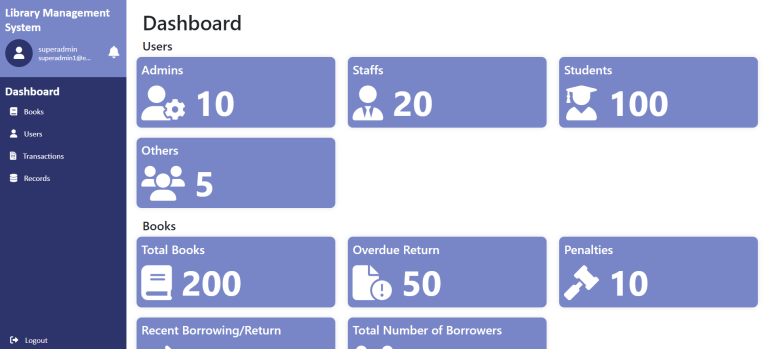 Library Management
System
superadmin
superadmin1@e...
Dashboard
Books
Users
Transactions
Records
Logout
Dashboard
Users
Admins
10
Staffs
20
Students
100
Others
5
Books
Total Books
200
Overdue Return
50
Penalties
10
Recent Borrowing/Return
Total Number of Borrowers